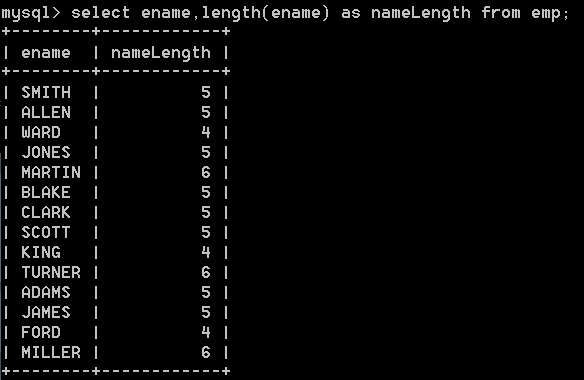 mysql> select ename,length(ename) as nameLength from emp;
+--------+------------+
| ename  | nameLength |
+--------+------------+
| SMITH  |          5 |
| ALLEN  |          5 |
| WARD   |          4 |
| JONES  |          5 |
| MARTIN |          6 |
| BLAKE  |          5 |
| CLARK  |          5 |
| SCOTT  |          5 |
| KING   |          4 |
| TURNER |          6 |
| ADAMS  |          5 |
| JAMES  |          5 |
| FORD   |          4 |
| MILLER |          6 |
+--------+------------+